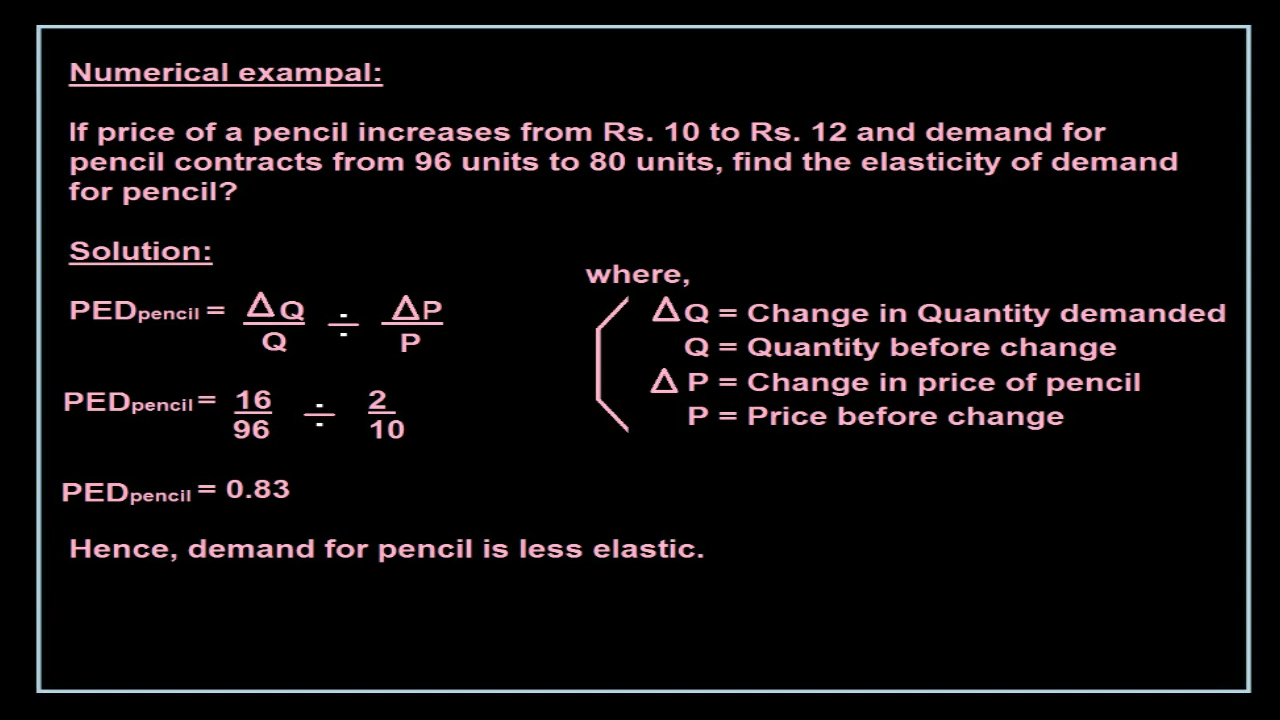 Numerical exampal:
If price of a pencil increases from Rs. 10 to Rs. 12 and demand for
pencil contracts from 96 units to 80 units, find the elasticity of demand
for pencil?
Solution:
PEDpencil = ΔQ/Q ÷ ΔP/P
PEDpencil = 16/96 ÷ 2/10
PEDpencil = 0.83
Hence, demand for pencil is less elastic.
where,
ΔQ = Change in Quantity demanded
Q = Quantity before change
Δ P = Change in price of pencil
P = Price before change